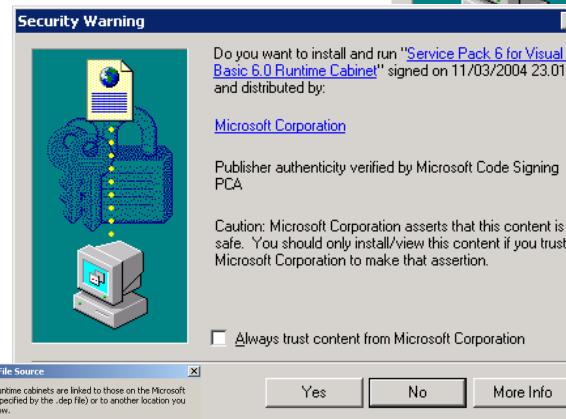 Security Warning
Do you want to install and run "Service Pack 6 for Visual
Basic 6.0 Runtime Cabinet" signed on 11/03/2004 23.01
and distributed by:
Microsoft Corporation
Publisher authenticity verified by Microsoft Code Signing
PCA
Caution: Microsoft Corporation asserts that this content is
safe. You should only install/view this content if you trust
Microsoft Corporation to make that assertion.
Always trust content from Microsoft Corporation
Yes No More Info
File Source
untime cabinets are linked to those on the Microsoft
pecified by the .dep file) or to another location you
ow.